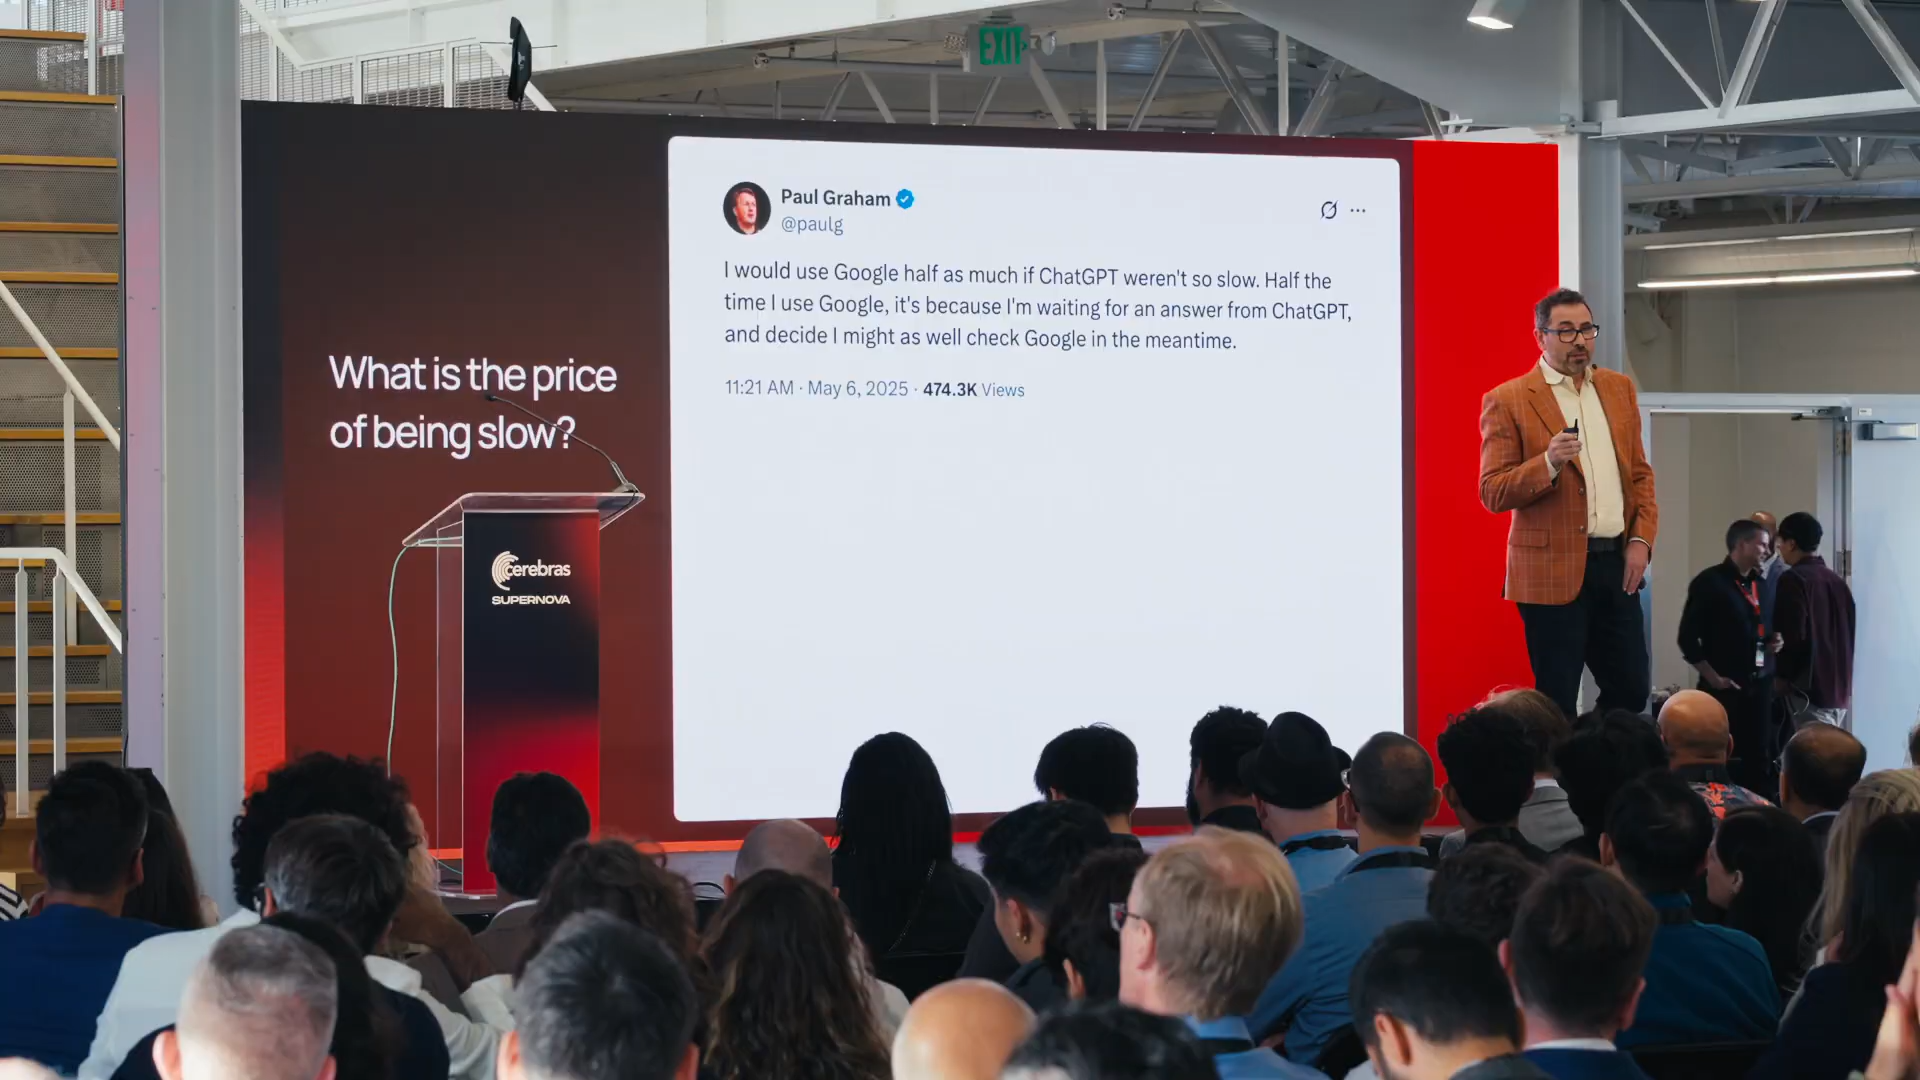 EXIT
What is the price
of being slow?
Paul Graham
@paulg
I would use Google half as much if ChatGPT weren't so slow. Half the
time I use Google, it's because I'm waiting for an answer from ChatGPT,
and decide I might as well check Google in the meantime.
11:21 AM · May 6, 2025 · 474.3K Views
cerebras
SUPERNOVA